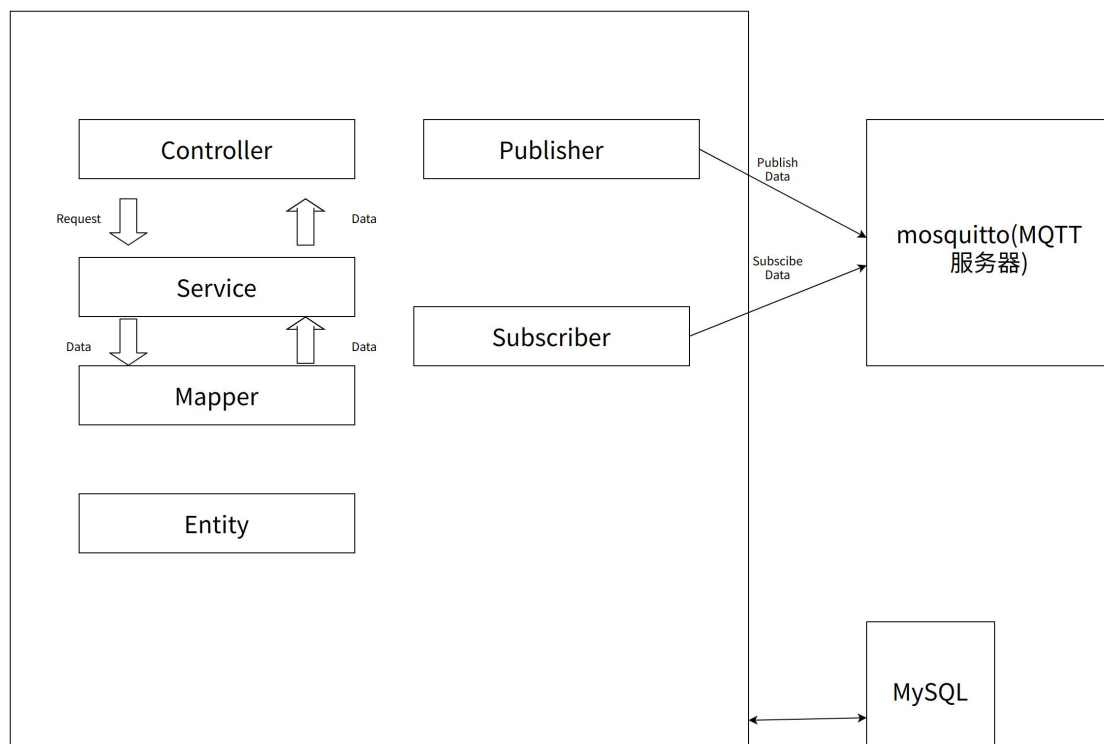 Controller
Publisher
Publish
Data
Request
Data
mosquitto(MQTT
服务器)
Subscibe
Data
Service
Subscriber
Data
Data
Mapper
Entity
MySQL